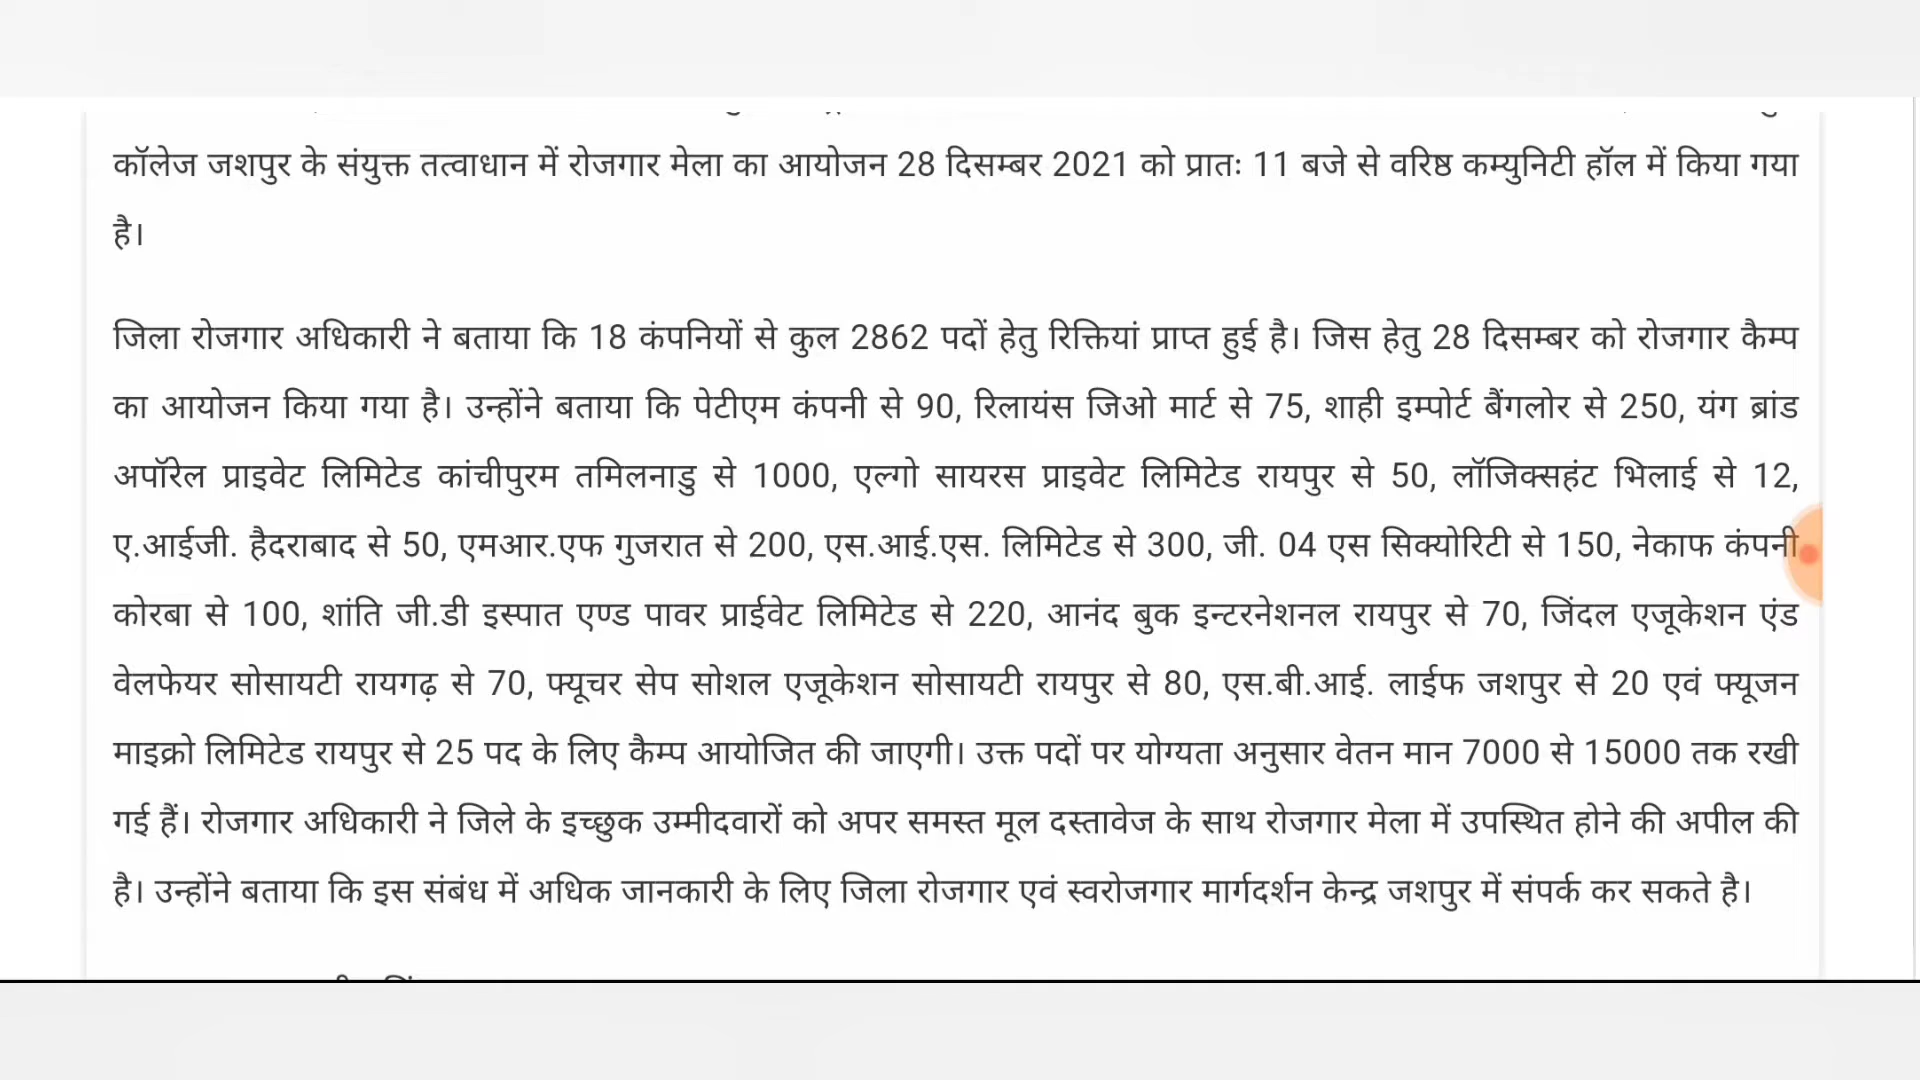 कॉलेज जशपुर के संयुक्त तत्वाधान में रोजगार मेला का आयोजन 28 दिसम्बर 2021 को प्रातः 11 बजे से वरिष्ठ कम्युनिटी हॉल में किया गया
है।
जिला रोजगार अधिकारी ने बताया कि 18 कंपनियों से कुल 2862 पदों हेतु रिक्तियां प्राप्त हुई है। जिस हेतु 28 दिसम्बर को रोजगार कैम्प
का आयोजन किया गया है। उन्होंने बताया कि पेटीएम कंपनी से 90, रिलायंस जिओ मार्ट से 75, शाही इम्पोर्ट बैंगलोर से 250, यंग ब्रांड
अपॉरेल प्राइवेट लिमिटेड कांचीपुरम तमिलनाडु से 1000, एल्गो सायरस प्राइवेट लिमिटेड रायपुर से 50, लॉजिक्सहंट भिलाई से 12,
ए.आईजी. हैदराबाद से 50, एमआर.एफ गुजरात से 200, एस.आई.एस. लिमिटेड से 300, जी. 04 एस सिक्योरिटी से 150, नेकाफ कंपनी
कोरबा से 100, शांति जी.डी इस्पात एण्ड पावर प्राईवेट लिमिटेड से 220, आनंद बुक इन्टरनेशनल रायपुर से 70, जिंदल एजूकेशन एंड
वेलफेयर सोसायटी रायगढ़ से 70, फ्यूचर सेप सोशल एजूकेशन सोसायटी रायपुर से 80, एस.बी.आई. लाईफ जशपुर से 20 एवं फ्यूजन
माइक्रो लिमिटेड रायपुर से 25 पद के लिए कैम्प आयोजित की जाएगी। उक्त पदों पर योग्यता अनुसार वेतन मान 7000 से 15000 तक रखी
गई हैं। रोजगार अधिकारी ने जिले के इच्छुक उम्मीदवारों को अपर समस्त मूल दस्तावेज के साथ रोजगार मेला में उपस्थित होने की अपील की
है। उन्होंने बताया कि इस संबंध में अधिक जानकारी के लिए जिला रोजगार एवं स्वरोजगार मार्गदर्शन केन्द्र जशपुर में संपर्क कर सकते है।